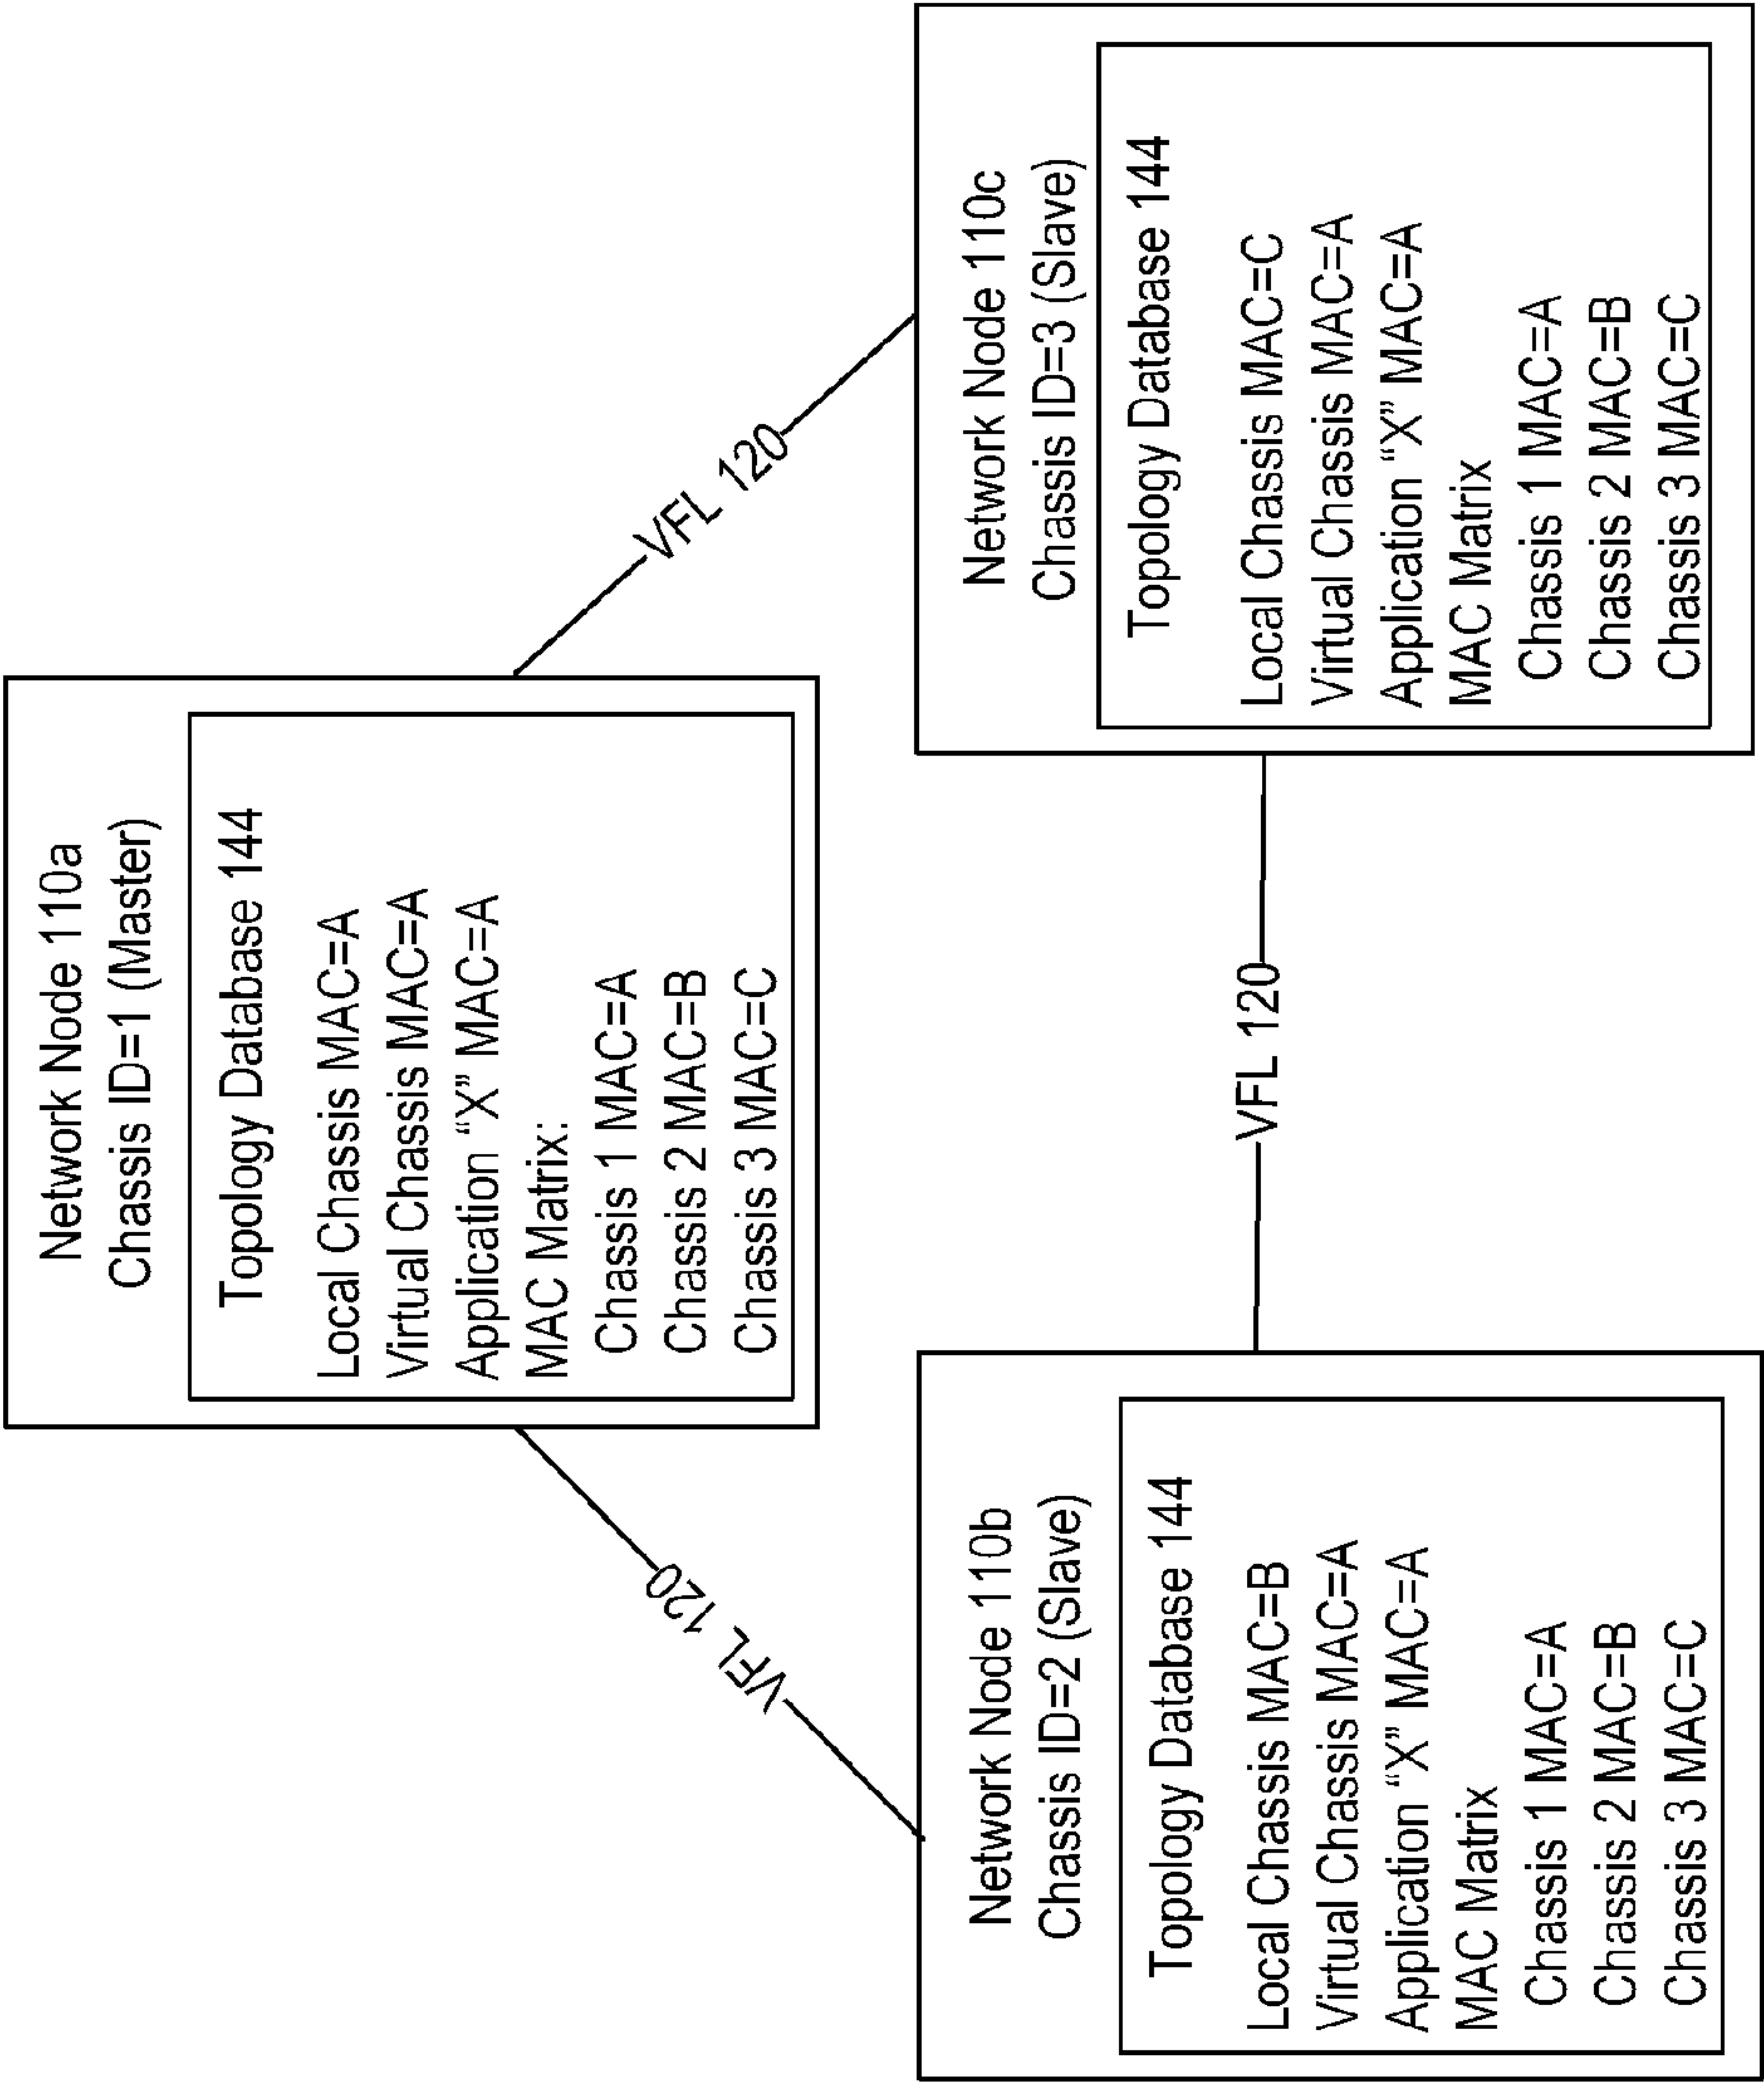 Network Node 110a
Chassis ID=1 (Master)
Topology Database 144
Local Chassis MAC=A
Virtual Chassis MAC=A
Application “X” MAC=A
MAC Matrix:
Chassis 1 MAC=A
Chassis 2 MAC=B
Chassis 3 MAC=C
VFL 120
VFL 120
Network Node 110b
Chassis ID=2 (Slave)
Topology Database 144
Local Chassis MAC=B
Virtual Chassis MAC=A
Application “X” MAC=A
MAC Matrix
Chassis 1 MAC=A
Chassis 2 MAC=B
Chassis 3 MAC=C
VFL 120
Network Node 110c
Chassis ID=3 (Slave)
Topology Database 144
Local Chassis MAC=C
Virtual Chassis MAC=A
Application “X” MAC=A
MAC Matrix
Chassis 1 MAC=A
Chassis 2 MAC=B
Chassis 3 MAC=C